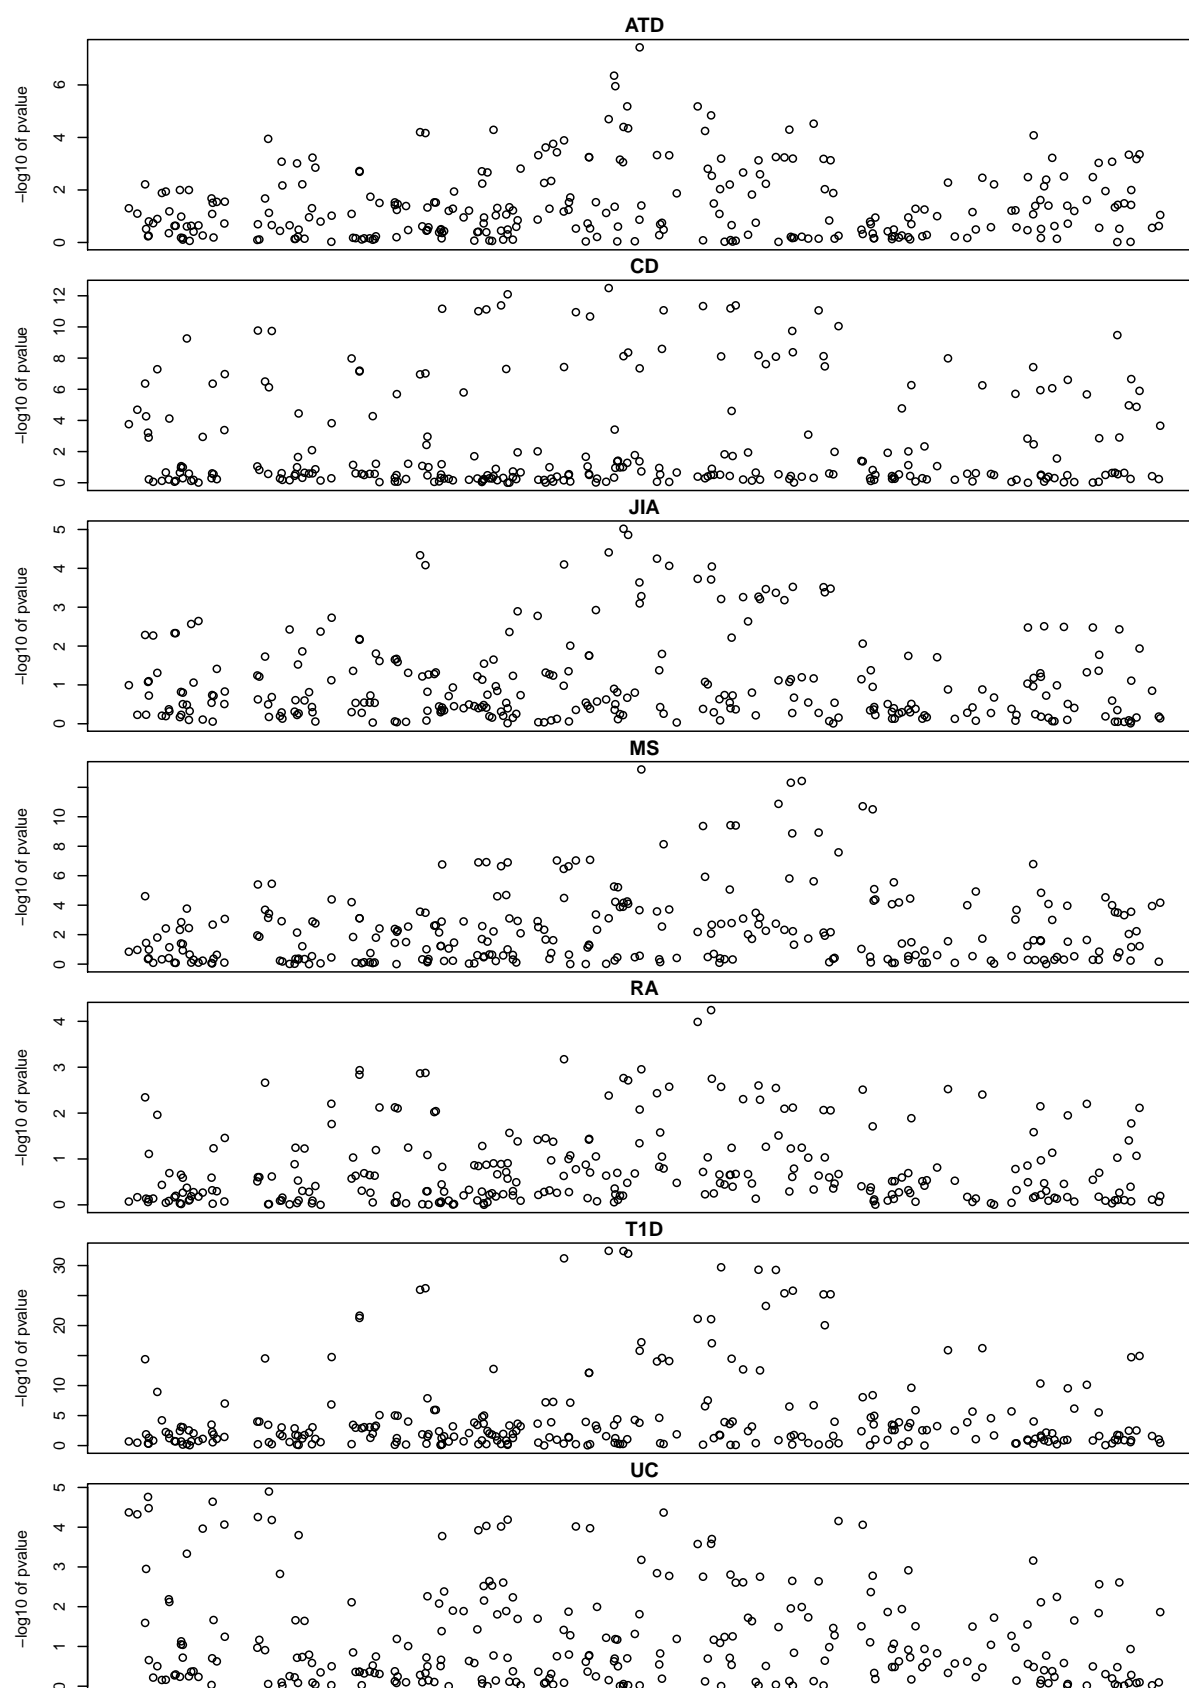 ATD
−log10 of pvalue
0 2 4 6
CD
−log10 of pvalue
0 2 4 6 8 10 12
JIA
−log10 of pvalue
0 1 2 3 4 5
MS
−log10 of pvalue
0 2 4 6 8 10
RA
−log10 of pvalue
0 1 2 3 4
T1D
−log10 of pvalue
0 5 10 20 30
UC
−log10 of pvalue
0 1 2 3 4 5